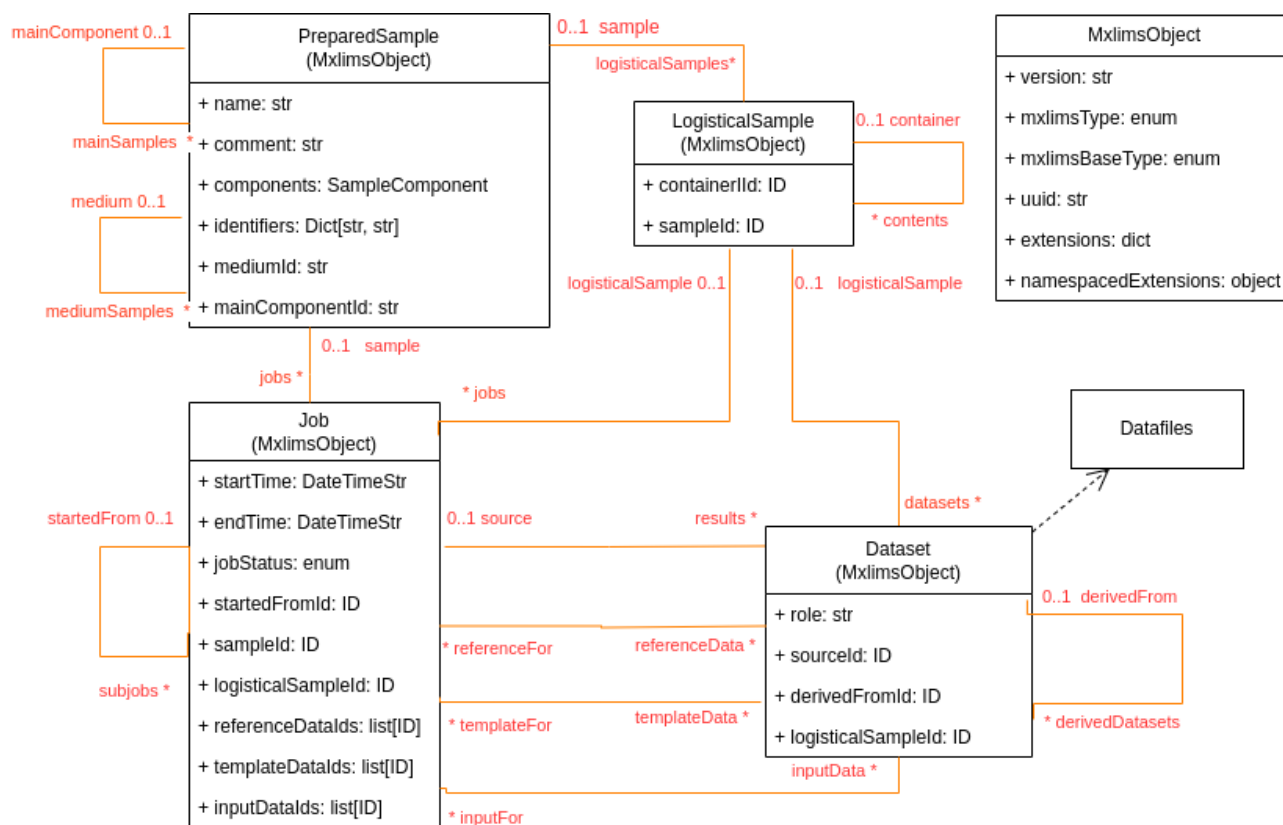 mainComponent 0..1
mainSamples *
medium 0..1
mediumSamples *
PreparedSample
(MxlimsObject)
+ name: str
+ comment: str
+ components: SampleComponent
+ identifiers: Dict[str, str]
+ mediumId: str
+ mainComponentId: str
0..1 sample
logisticalSamples*
LogisticalSample
(MxlimsObject)
+ containerIId: ID
+ sampleId: ID
0..1 container
* contents
MxlimsObject
+ version: str
+ mxlimsType: enum
+ mxlimsBaseType: enum
+ uuid: str
+ extensions: dict
+ namespacedExtensions: object
logisticalSample 0..1
0..1 logisticalSample
0..1 sample
jobs *
* jobs
Job
(MxlimsObject)
+ startTime: DateTimeStr
+ endTime: DateTimeStr
+ jobStatus: enum
+ startedFromId: ID
+ sampleId: ID
+ logisticalSampleId: ID
+ referenceDataIds: list[ID]
+ templateDataIds: list[ID]
+ inputDataIds: list[ID]
startedFrom 0..1
subjobs *
0..1 source
results *
* referenceFor
referenceData *
* templateFor
templateData *
* inputFor
inputData *
datasets *
Datafiles
Dataset
(MxlimsObject)
+ role: str
+ sourceId: ID
+ derivedFromId: ID
+ logisticalSampleId: ID
0..1 derivedFrom
* derivedDatasets